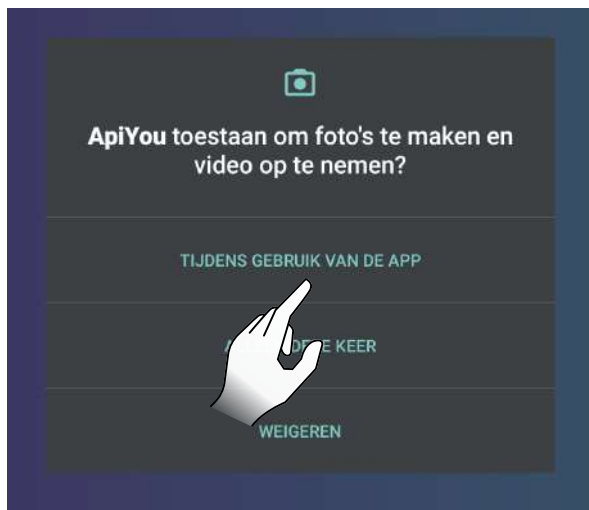 ApiYou toestaan om foto's te maken en
video op te nemen?
TIJDENS GEBRUIK VAN DE APP
KEER
WEIGEREN